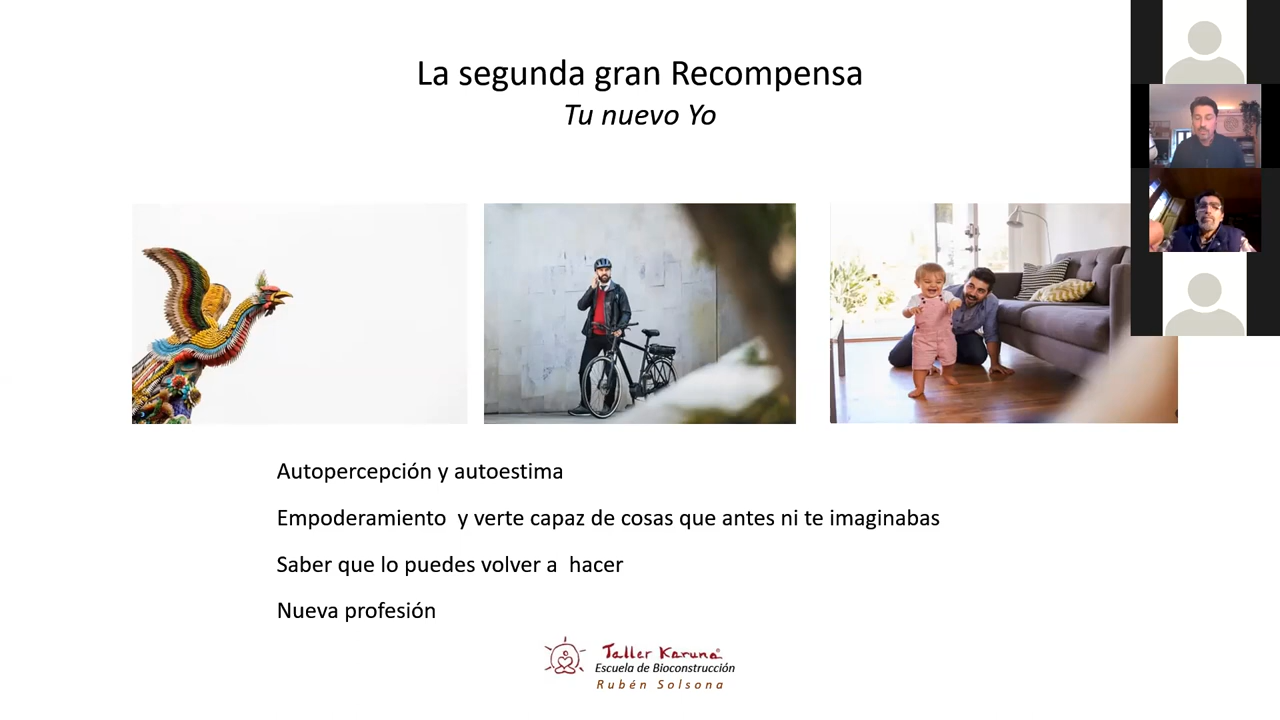 La segunda gran Recompensa
Tu nuevo Yo
Autopercepción y autoestima
Empoderamiento  y verte capaz de cosas que antes ni te imaginabas
Saber que lo puedes volver a  hacer
Nueva profesión
Taller Karuna
Escuela de Bioconstrucción
Rubén Solsona